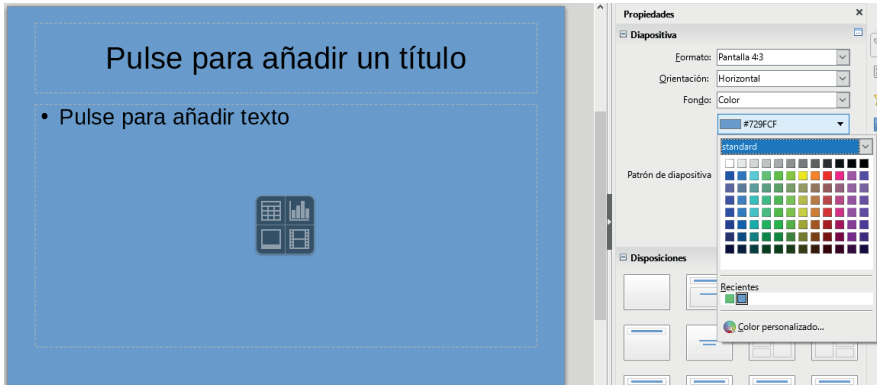 Pulse para añadir un título
• Pulse para añadir texto
Propiedades
Diapositiva
Formato: Pantalla 4:3
Orientación: Horizontal
Fondo: Color
#729FCF
standard
Patrón de diapositiva
Disposiciones
Recientes
Color personalizado...